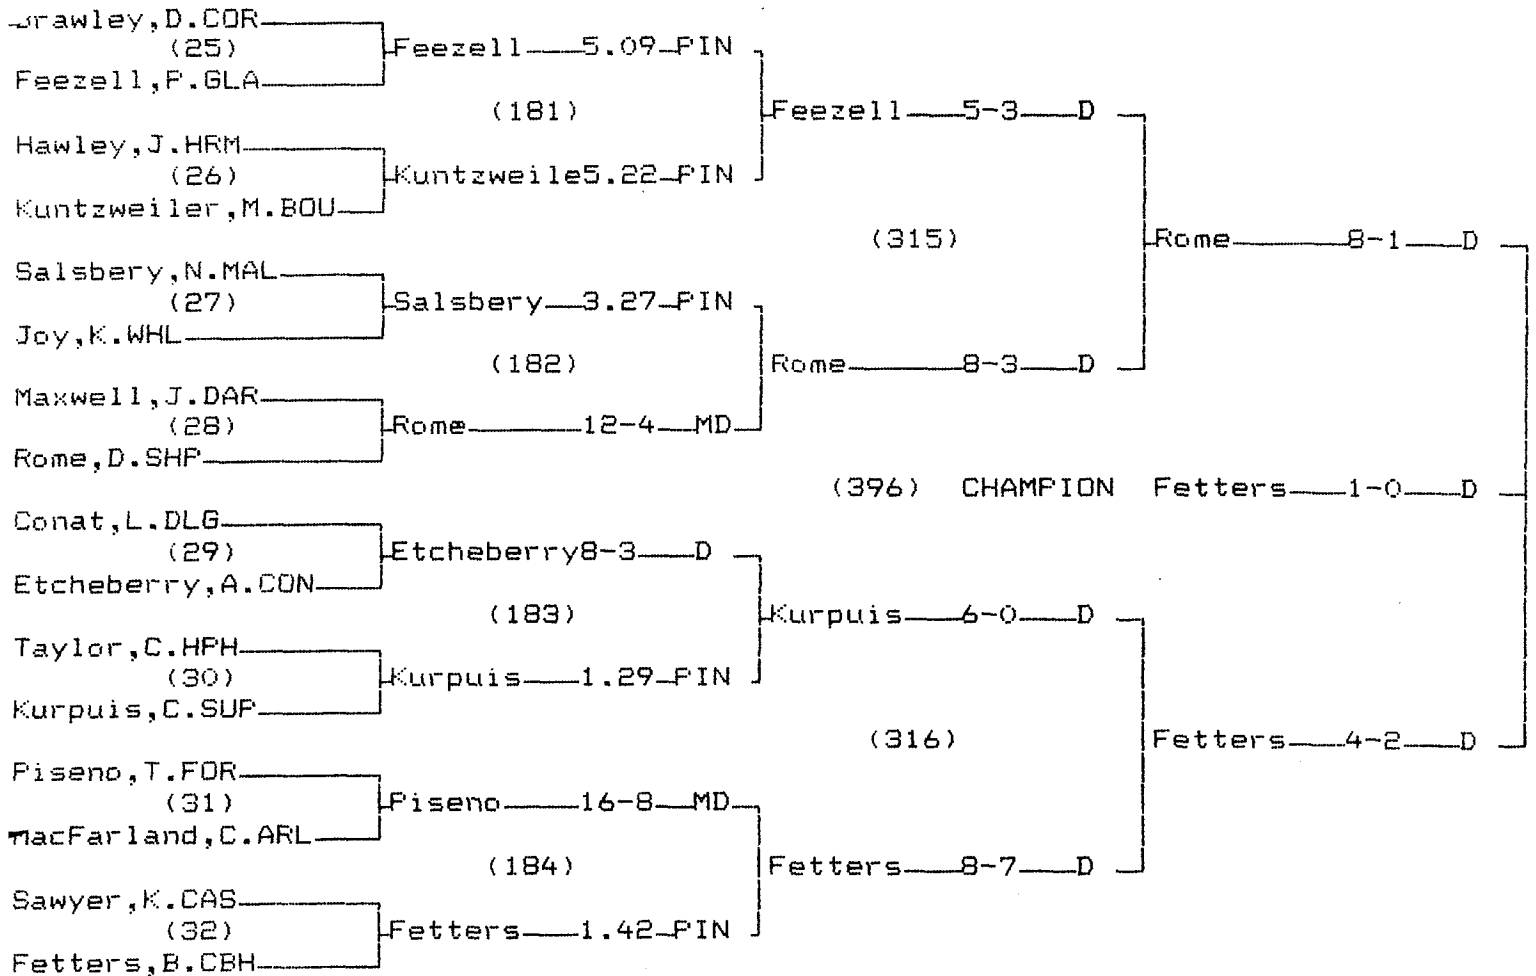 rawley,D.COR
(25) Feezell 5.09 PIN
Feezell,P.GLA
(181) Feezell 5-3 D
Hawley,J.HRM
(26) Kuntzweile5.22 PIN
Kuntzweiler,M.BOU
(315) Rome 8-1 D
Salsbery,N.MAL
(27) Salsbery 3.27 PIN
Joy,K.WHL
(182) Rome 8-3 D
Maxwell,J.DAR
(28) Rome 12-4 MD
Rome,D.SHP
(396) CHAMPION Fetters 1-0 D
Conat,L.DLG
(29) Etcheberry8-3 D
Etcheberry,A.CON
(183) Kurpuis 6-0 D
Taylor,C.HPH
(30) Kurpuis 1.29 PIN
Kurpuis,C.SUP
(316) Fetters 4-2 D
Piseno,T.FOR
(31) Piseno 16-8 MD
MacFarland,C.ARL
(184) Fetters 8-7 D
Sawyer,K.CAS
(32) Fetters 1.42 PIN
Fetters,B.CBH